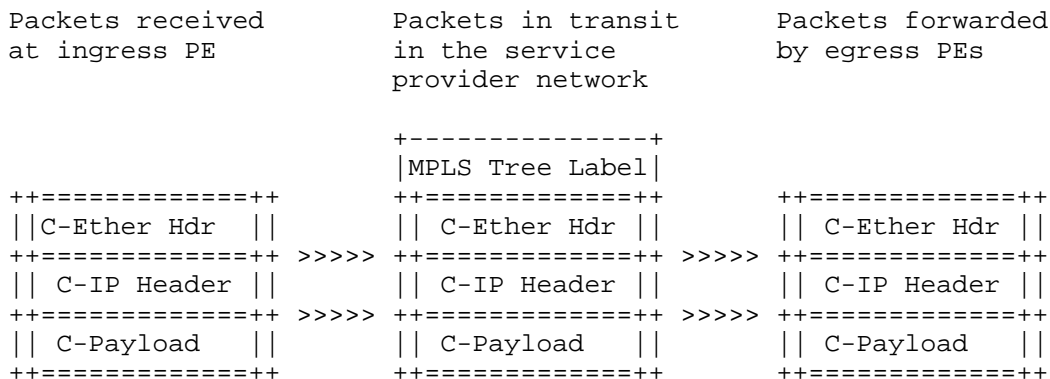 Packets received        Packets in transit      Packets forwarded
at ingress PE           in the service          by egress PEs
                        provider network

                        +---------------+
                        |MPLS Tree Label|
++=============++       ++=============++       ++=============++
||C-Ether Hdr  ||       || C-Ether Hdr ||       || C-Ether Hdr ||
++=============++ >>>>> ++=============++ >>>>> ++=============++
|| C-IP Header ||       || C-IP Header ||       || C-IP Header ||
++=============++ >>>>> ++=============++ >>>>> ++=============++
|| C-Payload   ||       || C-Payload   ||       || C-Payload   ||
++=============++       ++=============++       ++=============++